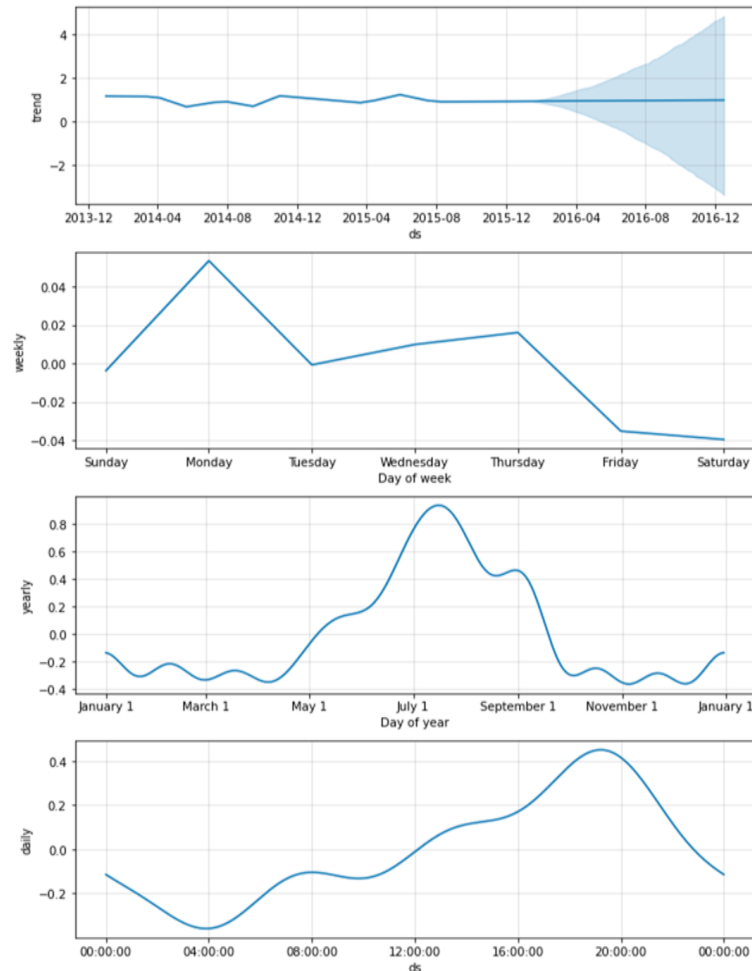 4
2
0
−2
trend
2013-12 2014-04 2014-08 2014-12 2015-04 2015-08 2015-12 2016-04 2016-08 2016-12
ds
0.04
0.02
0.00
−0.02
−0.04
weekly
Sunday Monday Tuesday Wednesday Thursday Friday Saturday
Day of week
0.8
0.6
0.4
0.2
0.0
−0.2
−0.4
yearly
January 1 March 1 May 1 July 1 September 1 November 1 January 1
Day of year
0.4
0.2
0.0
−0.2
daily
00:00:00 04:00:00 08:00:00 12:00:00 16:00:00 20:00:00 00:00:00
ds